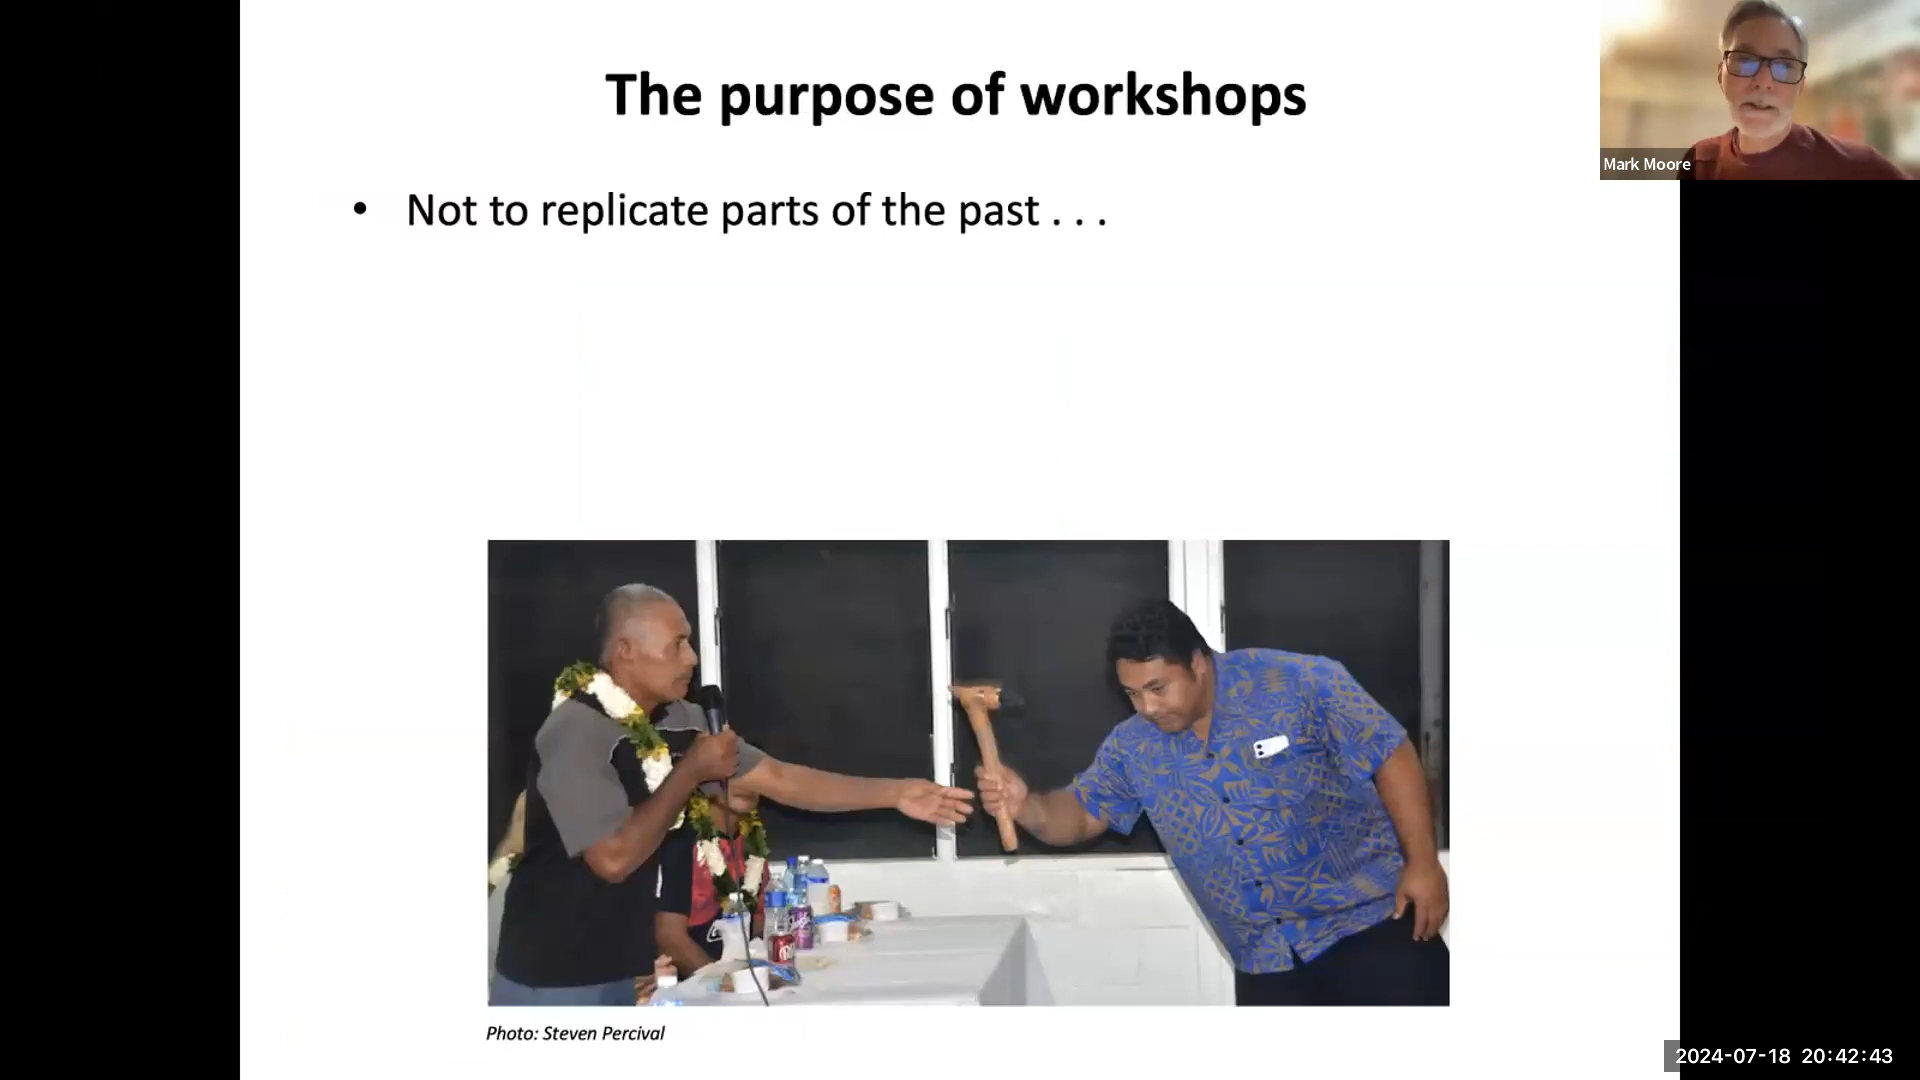 The purpose of workshops
Mark Moore
• Not to replicate parts of the past . . .
Photo: Steven Percival
2024-07-18 20:42:43